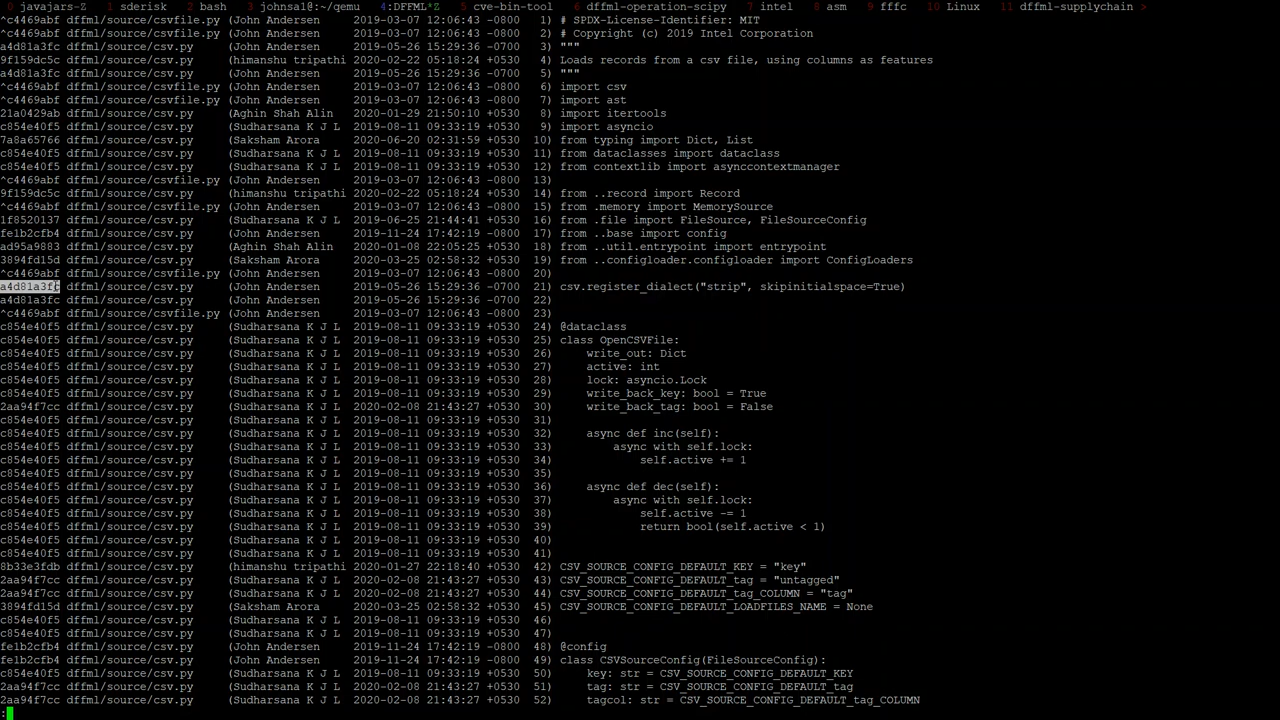 0 javajars-Z 1 sderisk 2 bash 3 johnsal@:~/qemu 4:DFFML*Z 5 cve-bin-tool 6 dffml-operation-scipy 7 intel 8 asm 9 fffc 10 Linux 11 dffml-supplychain >
^c4469abf dffml/source/csvfile.py (John Andersen 2019-03-07 12:06:43 -0800 1) # SPDX-License-Identifier: MIT
^c4469abf dffml/source/csvfile.py (John Andersen 2019-03-07 12:06:43 -0800 2) # Copyright (c) 2019 Intel Corporation
a4d81a3fc dffml/source/csv.py (John Andersen 2019-05-26 15:29:36 -0700 3) """
9f159dc5c dffml/source/csv.py (himanshu tripathi 2020-02-22 05:18:24 +0530 4) Loads records from a csv file, using columns as features
a4d81a3fc dffml/source/csv.py (John Andersen 2019-05-26 15:29:36 -0700 5) """
^c4469abf dffml/source/csvfile.py (John Andersen 2019-03-07 12:06:43 -0800 6) import csv
^c4469abf dffml/source/csvfile.py (John Andersen 2019-03-07 12:06:43 -0800 7) import ast
21a0429ab dffml/source/csv.py (Aghin Shah Alin 2020-01-29 21:50:10 +0530 8) import itertools
c854e40f5 dffml/source/csv.py (Sudharsana K J L 2019-08-11 09:33:19 +0530 9) import asyncio
7a8a65766 dffml/source/csv.py (Saksham Arora 2020-06-20 02:31:59 +0530 10) from typing import Dict, List
c854e40f5 dffml/source/csv.py (Sudharsana K J L 2019-08-11 09:33:19 +0530 11) from dataclasses import dataclass
c854e40f5 dffml/source/csv.py (Sudharsana K J L 2019-08-11 09:33:19 +0530 12) from contextlib import asynccontextmanager
^c4469abf dffml/source/csvfile.py (John Andersen 2019-03-07 12:06:43 -0800 13)
9f159dc5c dffml/source/csv.py (himanshu tripathi 2020-02-22 05:18:24 +0530 14) from ..record import Record
^c4469abf dffml/source/csvfile.py (John Andersen 2019-03-07 12:06:43 -0800 15) from .memory import MemorySource
1f8520137 dffml/source/csv.py (Sudharsana K J L 2019-06-25 21:44:41 +0530 16) from .file import FileSource, FileSourceConfig
fe1b2cfb4 dffml/source/csv.py (John Andersen 2019-11-24 17:42:19 -0800 17) from ..base import config
ad95a9883 dffml/source/csv.py (Aghin Shah Alin 2020-01-08 22:05:25 +0530 18) from ..util.entrypoint import entrypoint
3894fd15d dffml/source/csv.py (Saksham Arora 2020-03-25 02:58:32 +0530 19) from ..configloader.configloader import ConfigLoaders
^c4469abf dffml/source/csvfile.py (John Andersen 2019-03-07 12:06:43 -0800 20)
a4d81a3fc dffml/source/csv.py (John Andersen 2019-05-26 15:29:36 -0700 21) csv.register_dialect("strip", skipinitialspace=True)
a4d81a3fc dffml/source/csv.py (John Andersen 2019-05-26 15:29:36 -0700 22)
^c4469abf dffml/source/csvfile.py (John Andersen 2019-03-07 12:06:43 -0800 23)
c854e40f5 dffml/source/csv.py (Sudharsana K J L 2019-08-11 09:33:19 +0530 24) @dataclass
c854e40f5 dffml/source/csv.py (Sudharsana K J L 2019-08-11 09:33:19 +0530 25) class OpenCSVFile:
c854e40f5 dffml/source/csv.py (Sudharsana K J L 2019-08-11 09:33:19 +0530 26) write_out: Dict
c854e40f5 dffml/source/csv.py (Sudharsana K J L 2019-08-11 09:33:19 +0530 27) active: int
c854e40f5 dffml/source/csv.py (Sudharsana K J L 2019-08-11 09:33:19 +0530 28) lock: asyncio.Lock
c854e40f5 dffml/source/csv.py (Sudharsana K J L 2019-08-11 09:33:19 +0530 29) write_back_key: bool = True
2aa94f7cc dffml/source/csv.py (Sudharsana K J L 2020-02-08 21:43:27 +0530 30) write_back_tag: bool = False
c854e40f5 dffml/source/csv.py (Sudharsana K J L 2019-08-11 09:33:19 +0530 31)
c854e40f5 dffml/source/csv.py (Sudharsana K J L 2019-08-11 09:33:19 +0530 32) async def inc(self):
c854e40f5 dffml/source/csv.py (Sudharsana K J L 2019-08-11 09:33:19 +0530 33) async with self.lock:
c854e40f5 dffml/source/csv.py (Sudharsana K J L 2019-08-11 09:33:19 +0530 34) self.active += 1
c854e40f5 dffml/source/csv.py (Sudharsana K J L 2019-08-11 09:33:19 +0530 35)
c854e40f5 dffml/source/csv.py (Sudharsana K J L 2019-08-11 09:33:19 +0530 36) async def dec(self):
c854e40f5 dffml/source/csv.py (Sudharsana K J L 2019-08-11 09:33:19 +0530 37) async with self.lock:
c854e40f5 dffml/source/csv.py (Sudharsana K J L 2019-08-11 09:33:19 +0530 38) self.active -= 1
c854e40f5 dffml/source/csv.py (Sudharsana K J L 2019-08-11 09:33:19 +0530 39) return bool(self.active < 1)
c854e40f5 dffml/source/csv.py (Sudharsana K J L 2019-08-11 09:33:19 +0530 40)
c854e40f5 dffml/source/csv.py (Sudharsana K J L 2019-08-11 09:33:19 +0530 41)
8b33e3fdb dffml/source/csv.py (himanshu tripathi 2020-01-27 22:18:40 +0530 42) CSV_SOURCE_CONFIG_DEFAULT_KEY = "key"
2aa94f7cc dffml/source/csv.py (Sudharsana K J L 2020-02-08 21:43:27 +0530 43) CSV_SOURCE_CONFIG_DEFAULT_tag = "untagged"
2aa94f7cc dffml/source/csv.py (Sudharsana K J L 2020-02-08 21:43:27 +0530 44) CSV_SOURCE_CONFIG_DEFAULT_tag_COLUMN = "tag"
3894fd15d dffml/source/csv.py (Saksham Arora 2020-03-25 02:58:32 +0530 45) CSV_SOURCE_CONFIG_DEFAULT_LOADFILES_NAME = None
c854e40f5 dffml/source/csv.py (Sudharsana K J L 2019-08-11 09:33:19 +0530 46)
c854e40f5 dffml/source/csv.py (Sudharsana K J L 2019-08-11 09:33:19 +0530 47)
fe1b2cfb4 dffml/source/csv.py (John Andersen 2019-11-24 17:42:19 -0800 48) @config
fe1b2cfb4 dffml/source/csv.py (John Andersen 2019-11-24 17:42:19 -0800 49) class CSVSourceConfig(FileSourceConfig):
c854e40f5 dffml/source/csv.py (Sudharsana K J L 2019-08-11 09:33:19 +0530 50) key: str = CSV_SOURCE_CONFIG_DEFAULT_KEY
2aa94f7cc dffml/source/csv.py (Sudharsana K J L 2020-02-08 21:43:27 +0530 51) tag: str = CSV_SOURCE_CONFIG_DEFAULT_tag
2aa94f7cc dffml/source/csv.py (Sudharsana K J L 2020-02-08 21:43:27 +0530 52) tagcol: str = CSV_SOURCE_CONFIG_DEFAULT_tag_COLUMN
: